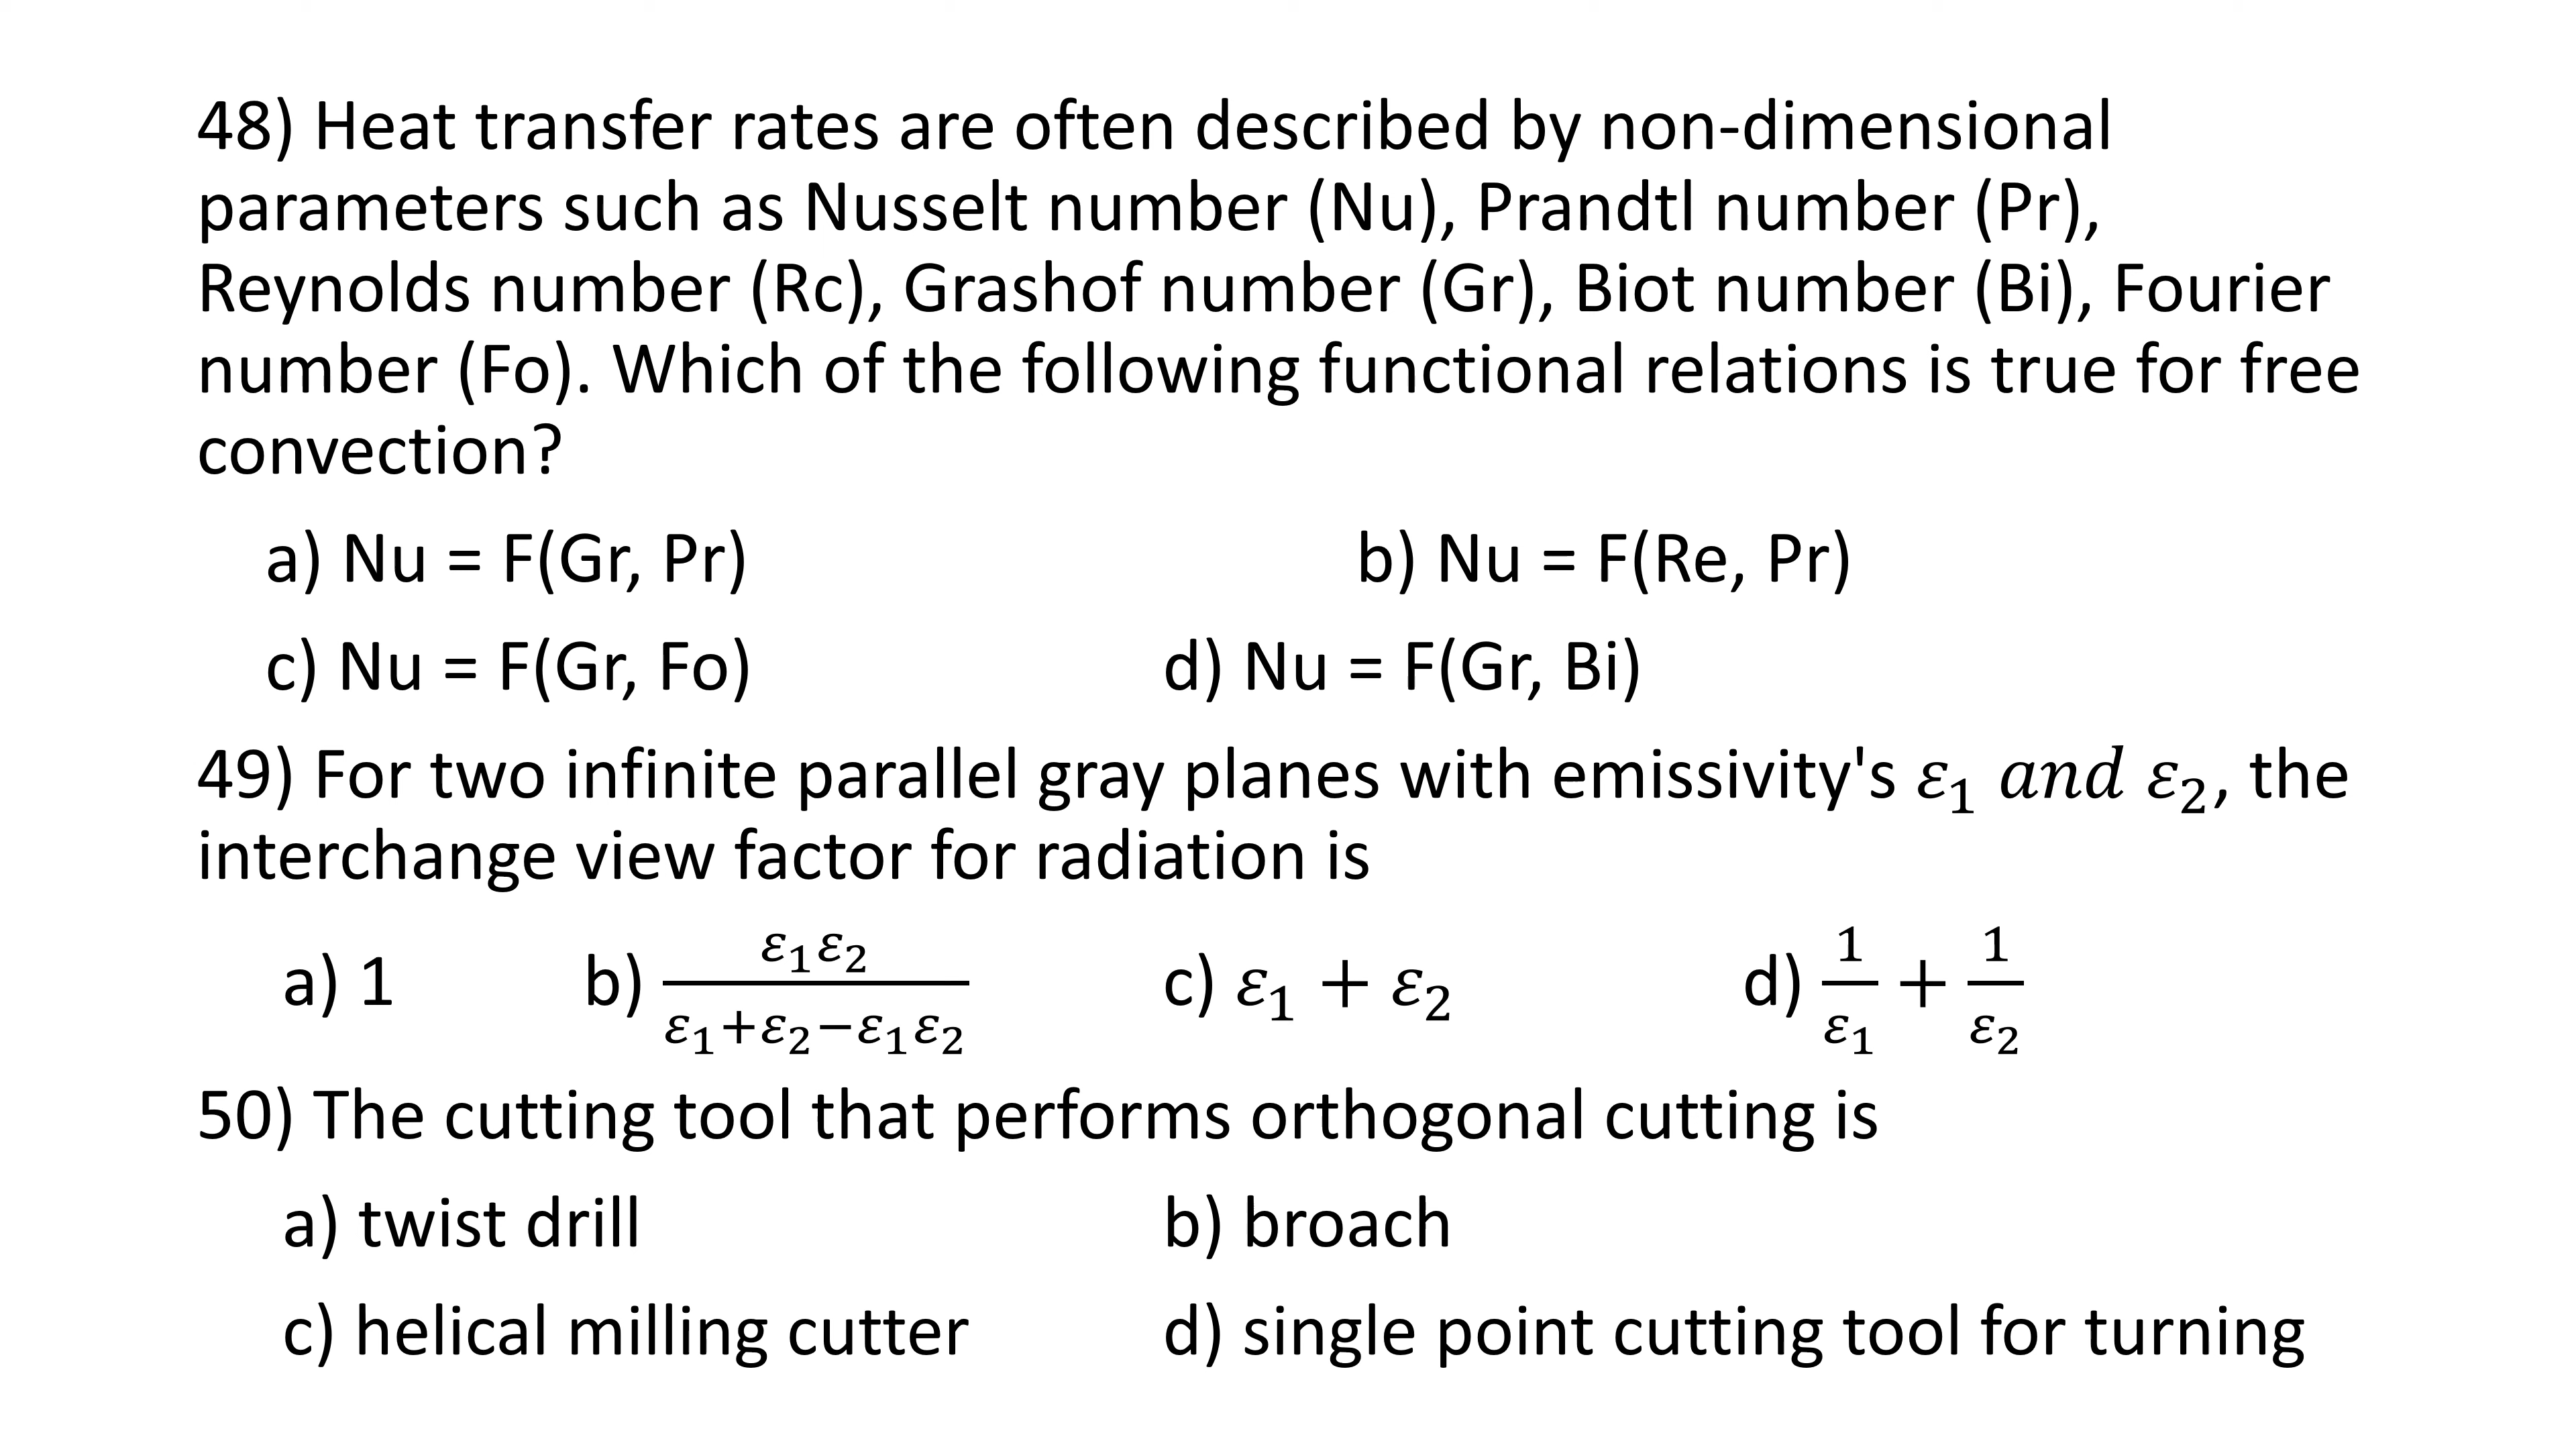 48) Heat transfer rates are often described by non-dimensional
parameters such as Nusselt number (Nu), Prandtl number (Pr),
Reynolds number (Rc), Grashof number (Gr), Biot number (Bi), Fourier
number (Fo). Which of the following functional relations is true for free
convection?
a) Nu = F(Gr, Pr) b) Nu = F(Re, Pr)
c) Nu = F(Gr, Fo) d) Nu = F(Gr, Bi)
49) For two infinite parallel gray planes with emissivity's ε₁ and ε₂, the
interchange view factor for radiation is
a) 1 b) ε₁ε₂/(ε₁+ε₂−ε₁ε₂) c) ε₁ + ε₂ d) 1/ε₁ + 1/ε₂
50) The cutting tool that performs orthogonal cutting is
a) twist drill b) broach
c) helical milling cutter d) single point cutting tool for turning